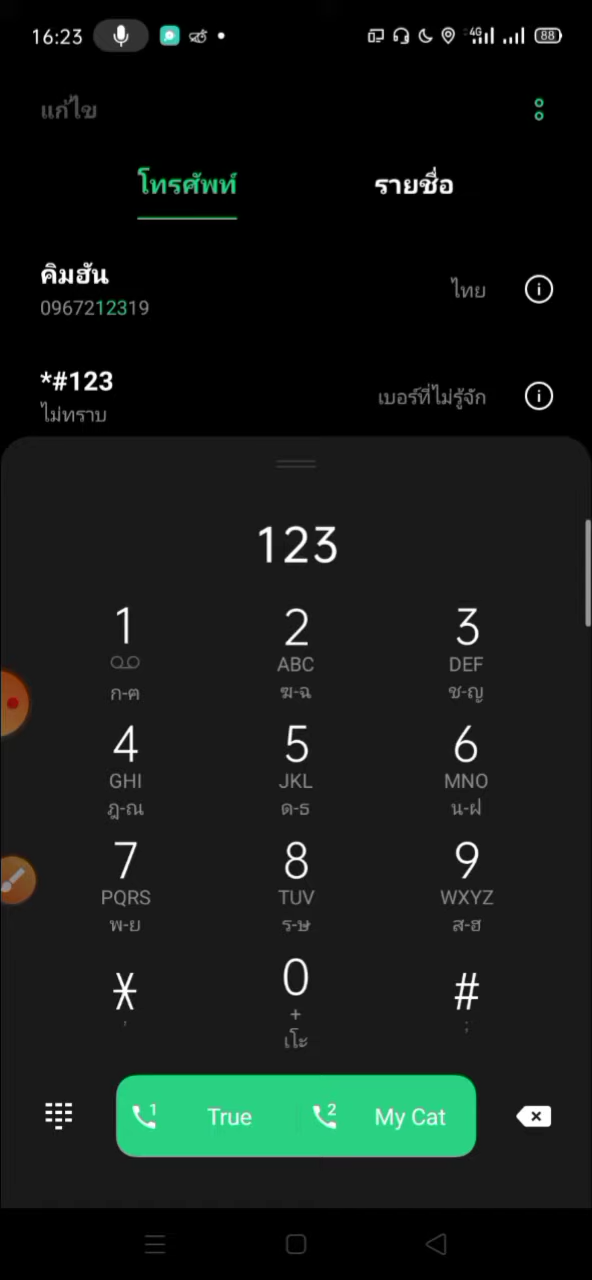 16:23
4G
88
แก้ไข
โทรศัพท์ รายชื่อ
คิมฮัน
0967212319
ไทย
*#123
ไม่ทราบ
เบอร์ที่ไม่รู้จัก
123
1 2 3
ABC DEF
ก-ฅ ฆ-ฉ ช-ญ
4 5 6
GHI JKL MNO
ฎ-ณ ด-ธ น-ฝ
7 8 9
PQRS TUV WXYZ
พ-ย ร-ษ ส-ฮ
* 0 #
, + ;
เโะ
1 True 2 My Cat